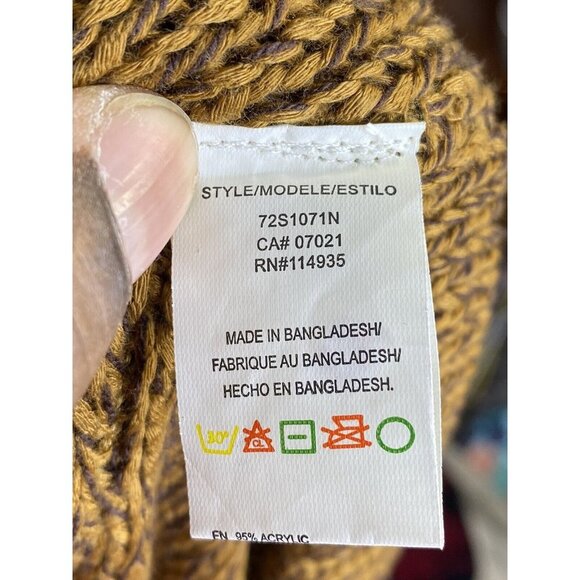 STYLE/MODELE/ESTILO
72S1071N
CA# 07021
RN#114935
MADE IN BANGLADESH/
FABRIQUE AU BANGLADESH/
HECHO EN BANGLADESH.
30° CL
EN 95% ACRYLIC